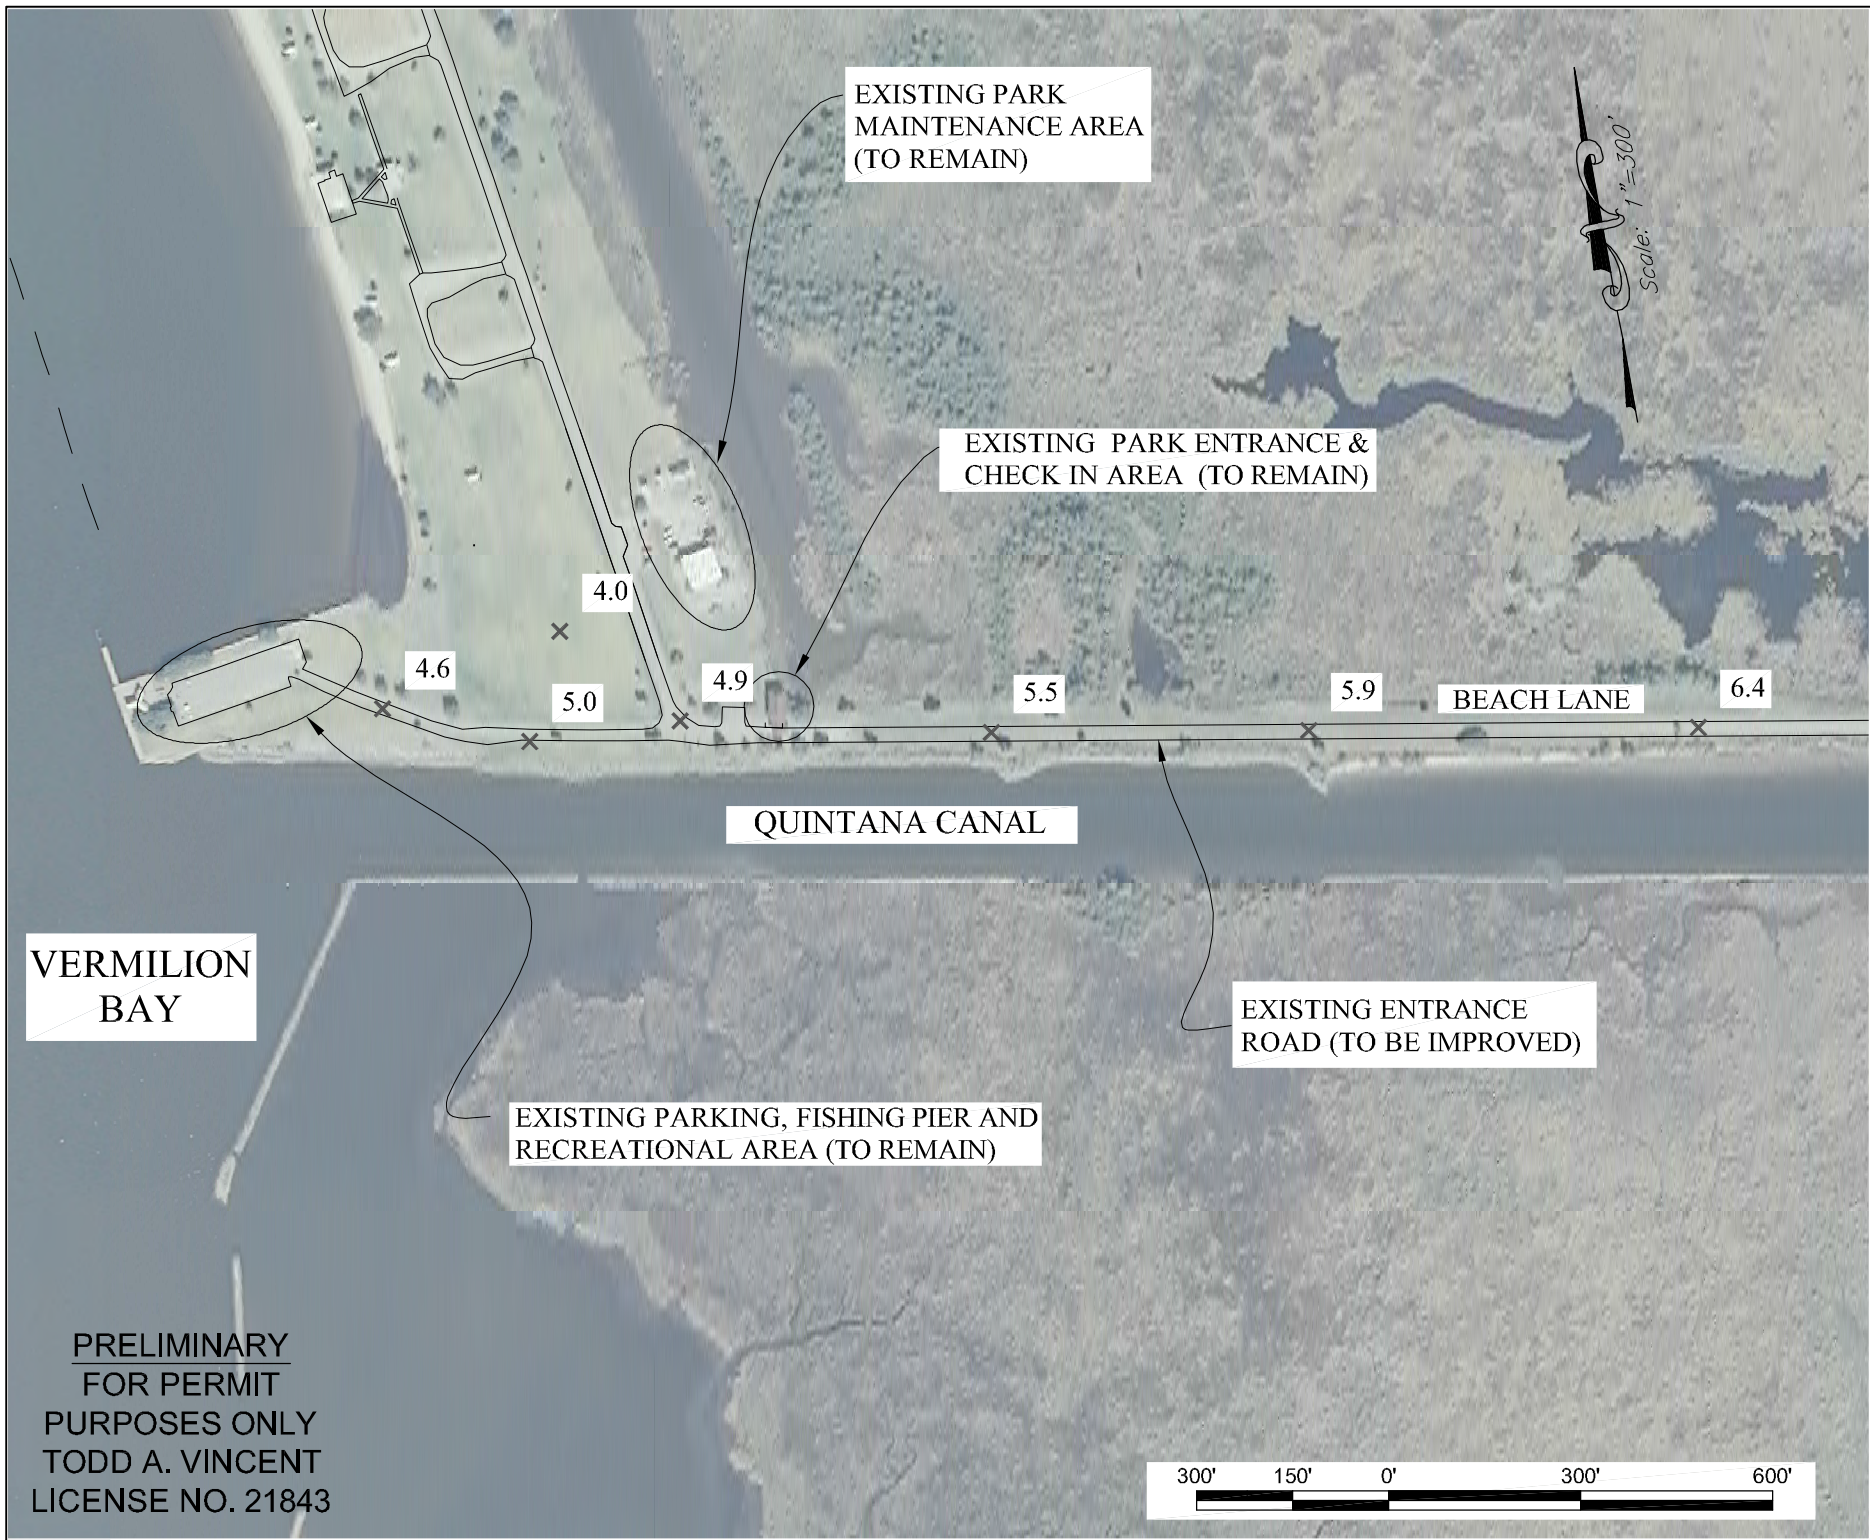 EXISTING PARK
MAINTENANCE AREA
(TO REMAIN)
Scale: 1"=300'
EXISTING PARK ENTRANCE &
CHECK IN AREA (TO REMAIN)
4.0
4.6
5.0
4.9
5.5
5.9
BEACH LANE
6.4
QUINTANA CANAL
VERMILION
BAY
EXISTING ENTRANCE
ROAD (TO BE IMPROVED)
EXISTING PARKING, FISHING PIER AND
RECREATIONAL AREA (TO REMAIN)
PRELIMINARY
FOR PERMIT
PURPOSES ONLY
TODD A. VINCENT
LICENSE NO. 21843
300' 150' 0' 300' 600'